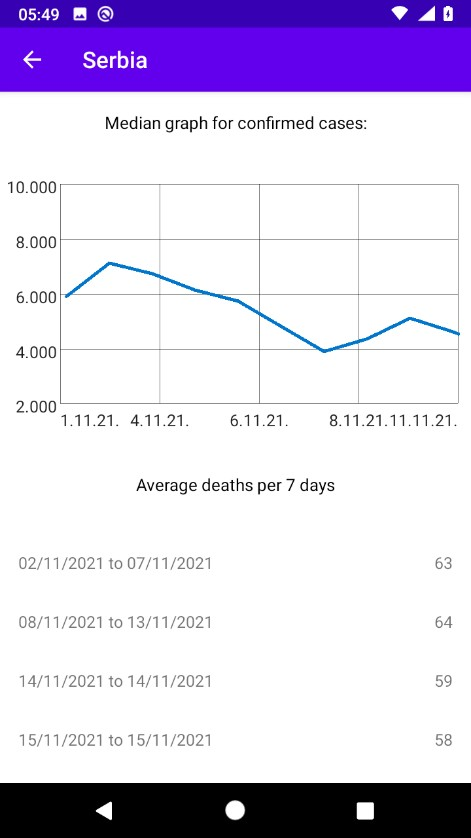 05:49
Serbia
Median graph for confirmed cases:
10.000
8.000
6.000
4.000
2.000
1.11.21. 4.11.21. 6.11.21. 8.11.21.11.11.21.
Average deaths per 7 days
02/11/2021 to 07/11/2021 63
08/11/2021 to 13/11/2021 64
14/11/2021 to 14/11/2021 59
15/11/2021 to 15/11/2021 58